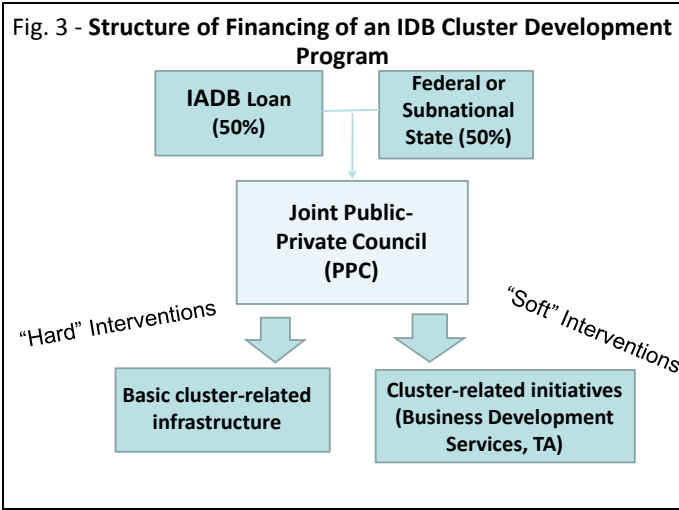 Fig. 3 - Structure of Financing of an IDB Cluster Development
Program
IADB Loan
(50%)
Federal or
Subnational
State (50%)
Joint Public-
Private Council
(PPC)
“Hard” Interventions
“Soft” Interventions
Basic cluster-related
infrastructure
Cluster-related initiatives
(Business Development
Services, TA)